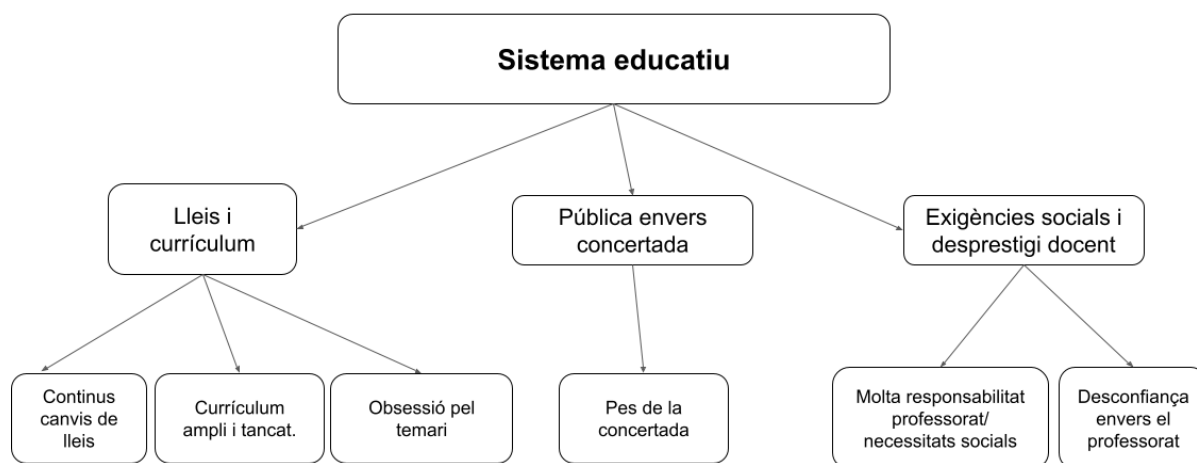 Sistema educatiu
Lleis i
currículum
Pública envers
concertada
Exigències socials i
desprestigi docent
Continus
canvis de
lleis
Currículum
ampli i tancat.
Obsessió pel
temari
Pes de la
concertada
Molta responsabilitat
professorat/
necessitats socials
Desconfiança
envers el
professorat